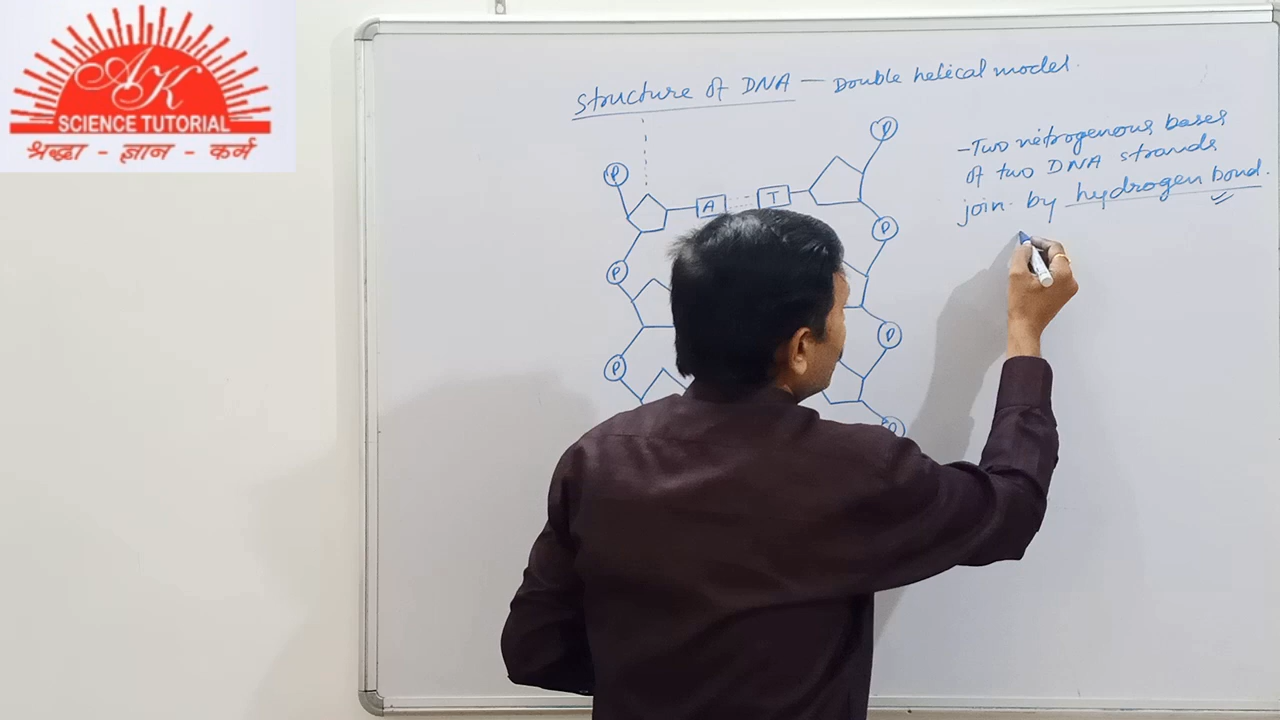 AK
SCIENCE TUTORIAL
श्रद्धा - ज्ञान - कर्म
Structure of DNA — Double helical model.
P
P
A
T
P
P
P
P
P
-Two nitrogenous bases
of two DNA strands
join by hydrogen bond.